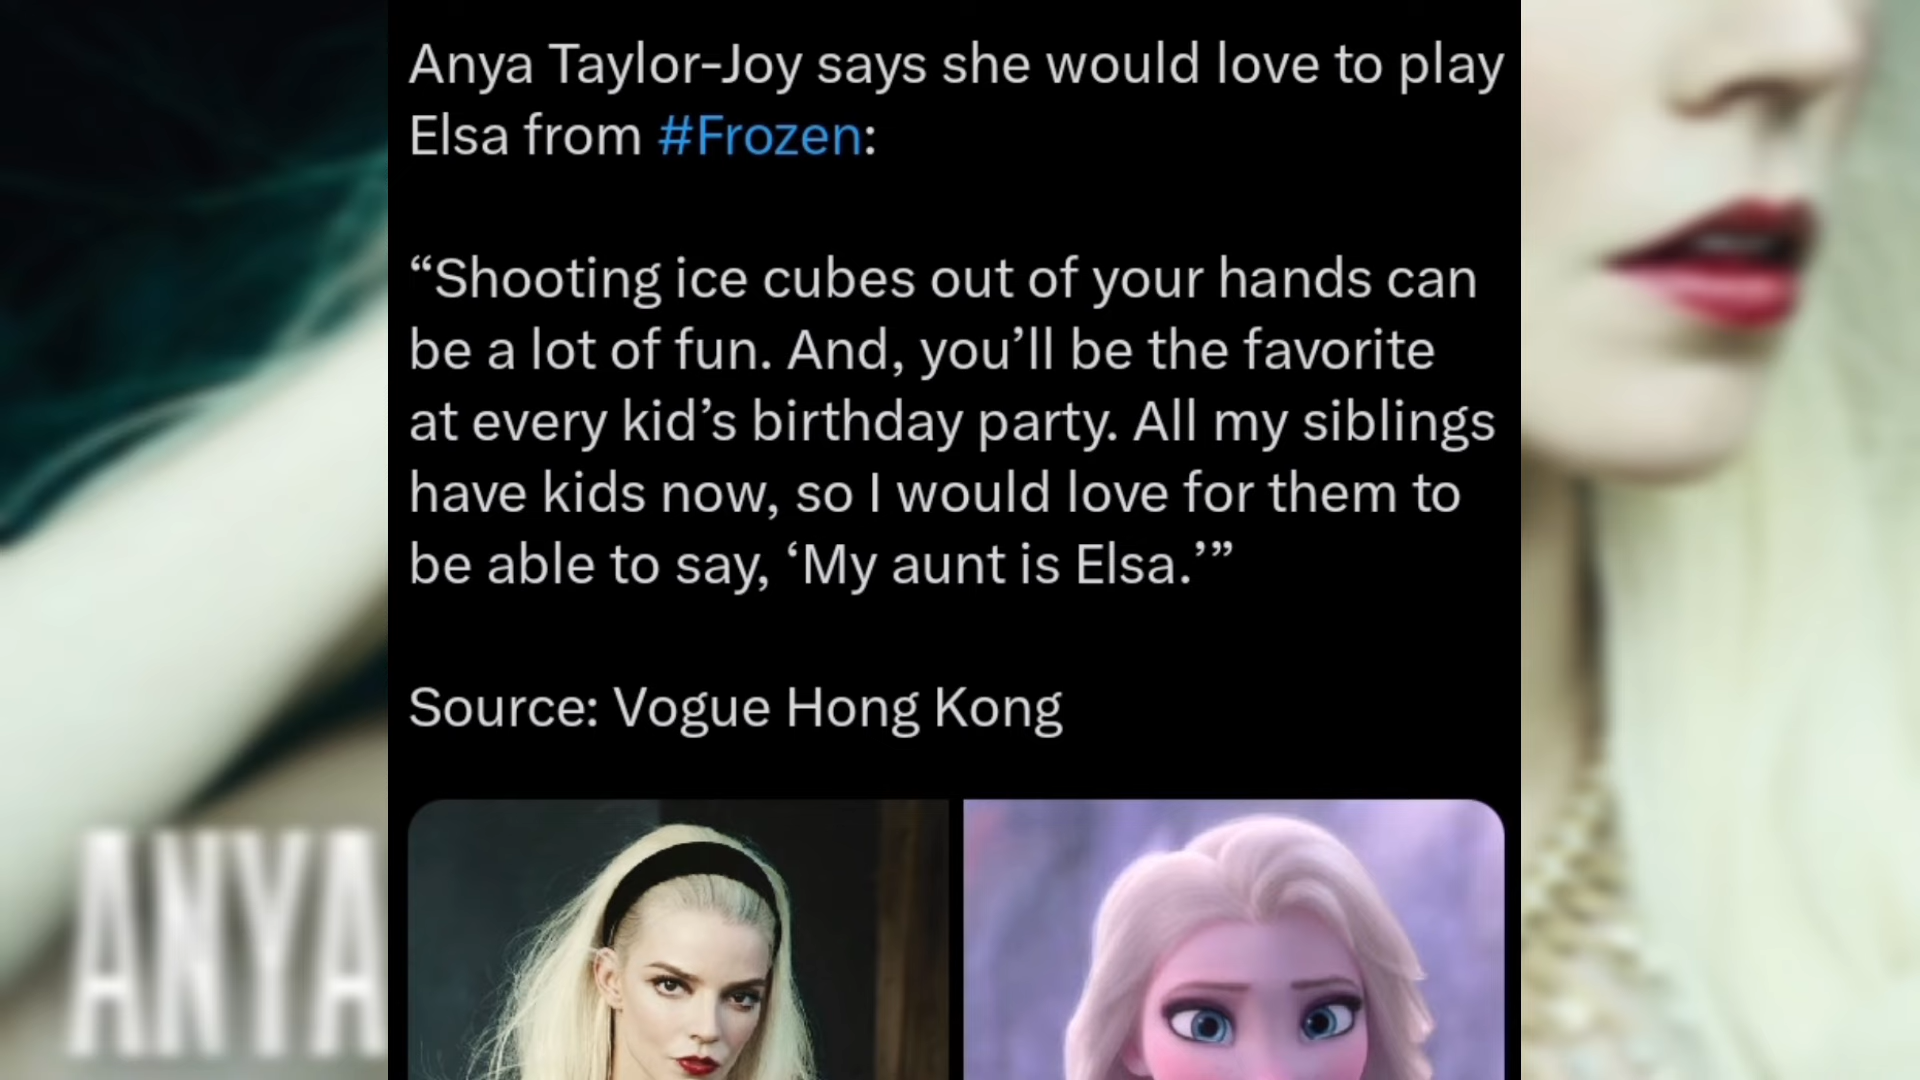 Anya Taylor-Joy says she would love to play
Elsa from #Frozen:
“Shooting ice cubes out of your hands can
be a lot of fun. And, you’ll be the favorite
at every kid’s birthday party. All my siblings
have kids now, so I would love for them to
be able to say, ‘My aunt is Elsa.’”
Source: Vogue Hong Kong
ANYA